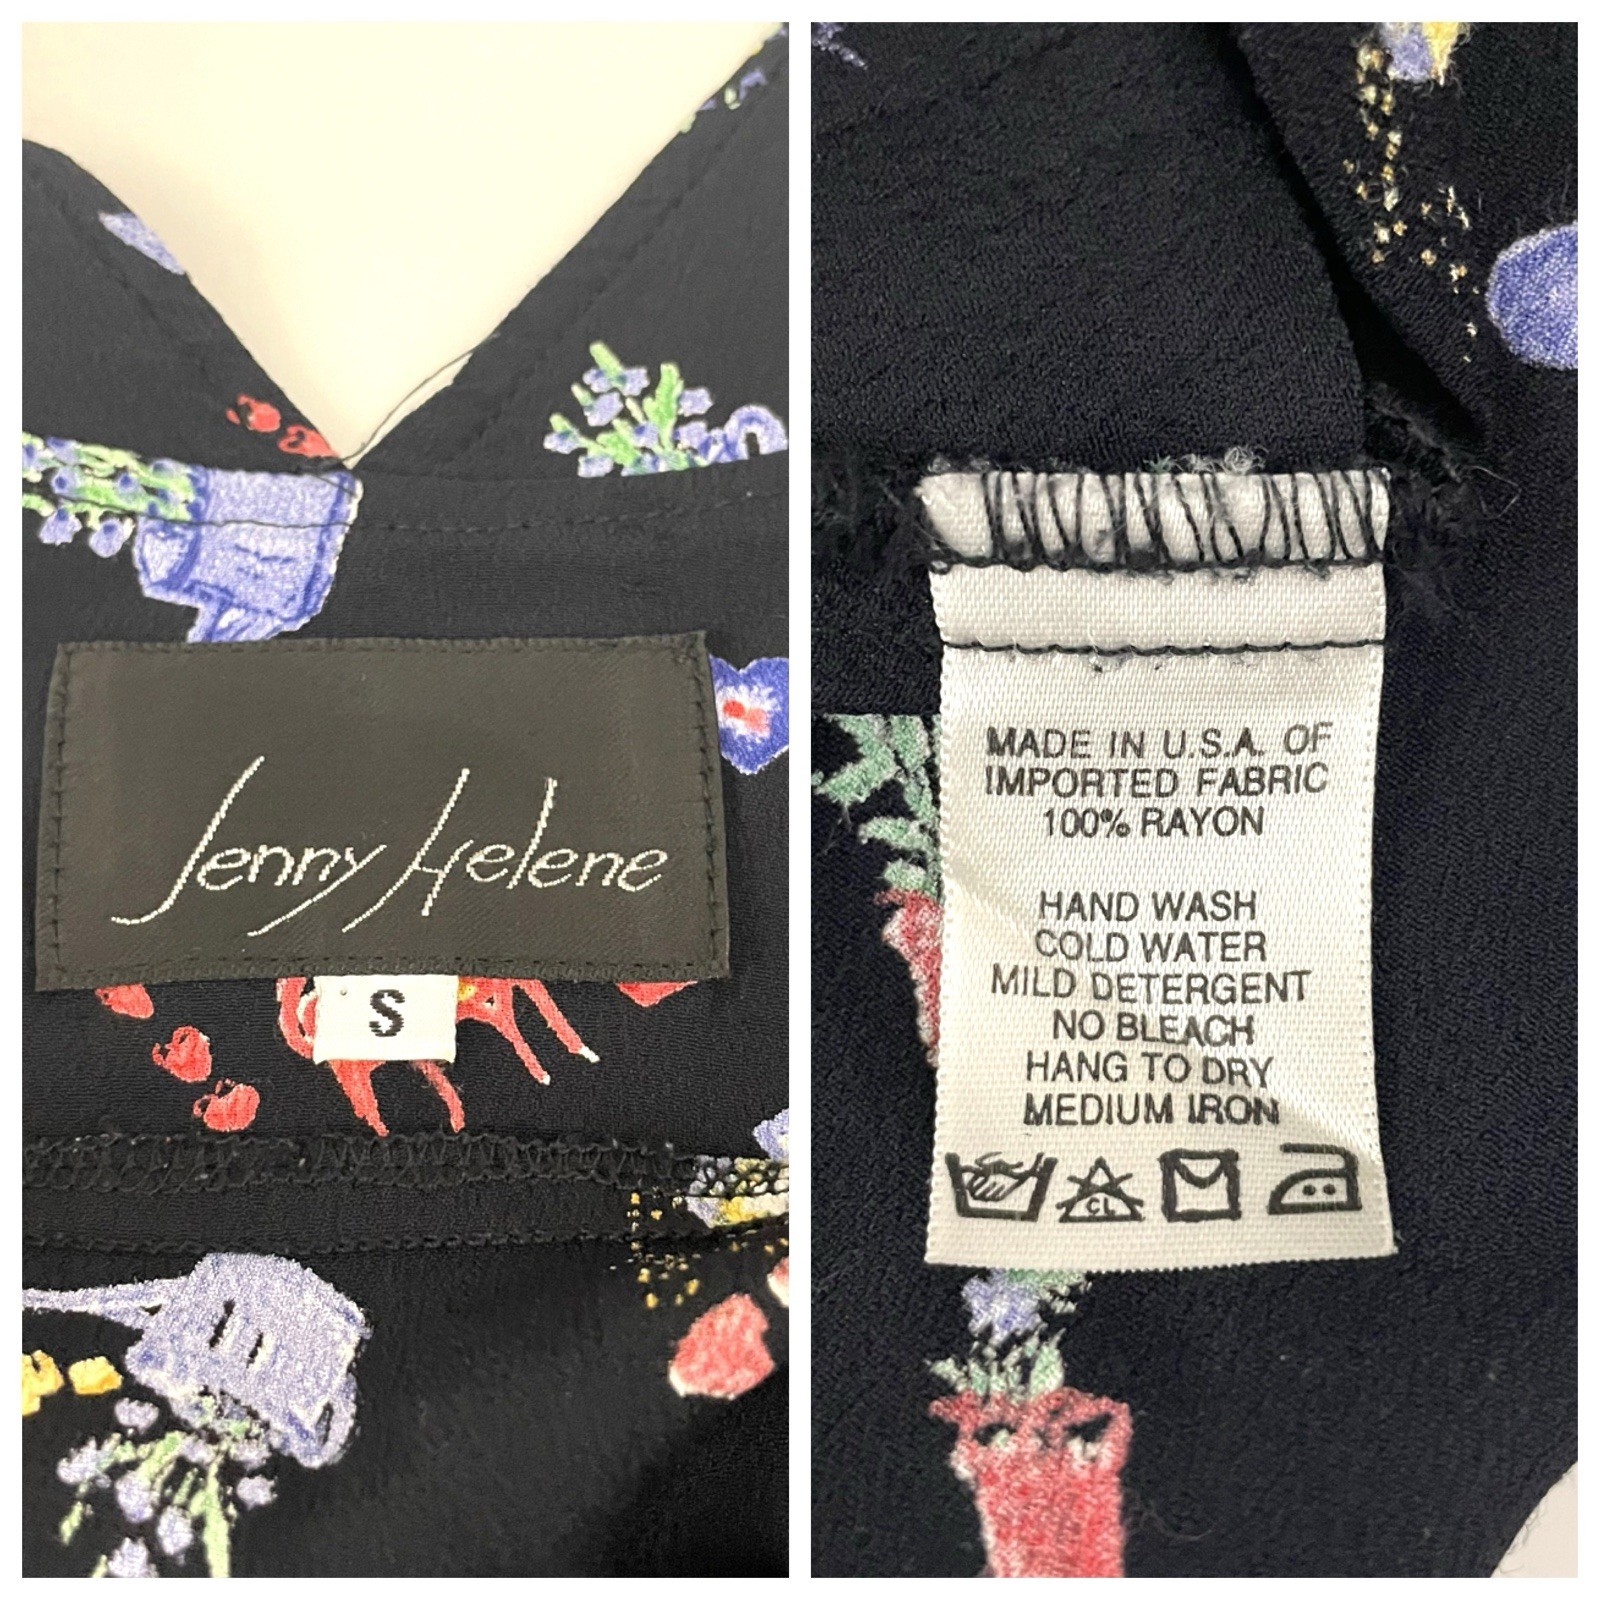 Jenny Helene
S
MADE IN U.S.A. OF
IMPORTED FABRIC
100% RAYON
HAND WASH
COLD WATER
MILD DETERGENT
NO BLEACH
HANG TO DRY
MEDIUM IRON
CL